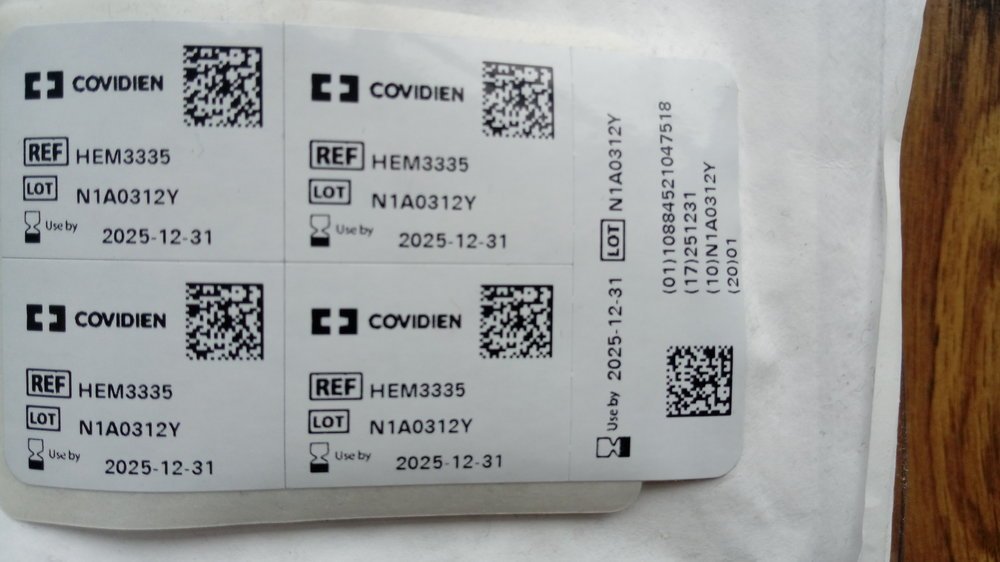 COVIDIEN
REF HEM3335
LOT N1A0312Y
Use by 2025-12-31
COVIDIEN
REF HEM3335
LOT N1A0312Y
Use by 2025-12-31
COVIDIEN
REF HEM3335
LOT N1A0312Y
Use by 2025-12-31
COVIDIEN
REF HEM3335
LOT N1A0312Y
Use by 2025-12-31
Use by 2025-12-31 LOT N1A0312Y
(01)10884521047518
(17)251231
(10)N1A0312Y
(20)01